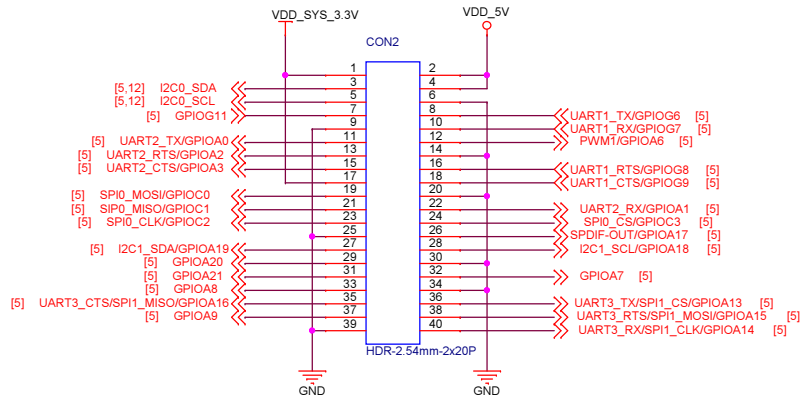 VDD_SYS_3.3V VDD_5V
CON2
1 2
[5,12] I2C0_SDA 3 4
[5,12] I2C0_SCL 5 6
[5] GPIOG11 7 8 UART1_TX/GPIOG6 [5]
9 10 UART1_RX/GPIOG7 [5]
[5] UART2_TX/GPIOA0 11 12 PWM1/GPIOA6 [5]
[5] UART2_RTS/GPIOA2 13 14
[5] UART2_CTS/GPIOA3 15 16 UART1_RTS/GPIOG8 [5]
17 18 UART1_CTS/GPIOG9 [5]
[5] SPI0_MOSI/GPIOC0 19 20
[5] SIP0_MISO/GPIOC1 21 22 UART2_RX/GPIOA1 [5]
[5] SPI0_CLK/GPIOC2 23 24 SPI0_CS/GPIOC3 [5]
25 26 SPDIF-OUT/GPIOA17 [5]
[5] I2C1_SDA/GPIOA19 27 28 I2C1_SCL/GPIOA18 [5]
[5] GPIOA20 29 30
[5] GPIOA21 31 32 GPIOA7 [5]
[5] GPIOA8 33 34
[5] UART3_CTS/SPI1_MISO/GPIOA16 35 36 UART3_TX/SPI1_CS/GPIOA13 [5]
[5] GPIOA9 37 38 UART3_RTS/SPI1_MOSI/GPIOA15 [5]
39 40 UART3_RX/SPI1_CLK/GPIOA14 [5]
HDR-2.54mm-2x20P
GND GND